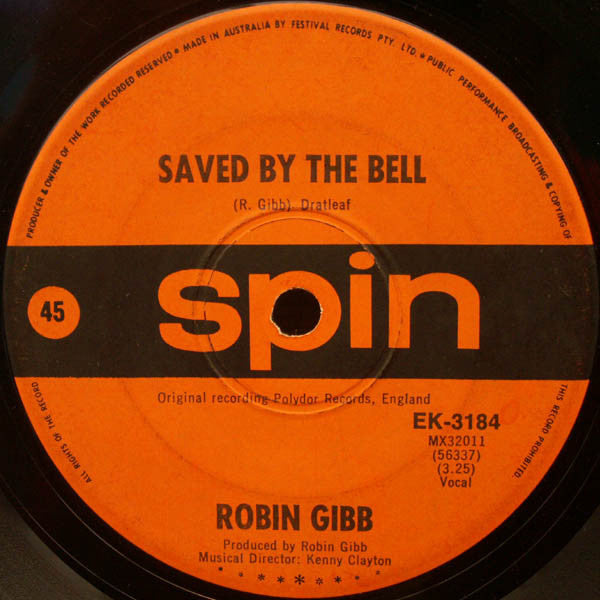 PRODUCER & OWNER OF THE WORK RECORDED RESERVED * MADE IN AUSTRALIA BY FESTIVAL RECORDS PTY. LTD. * PUBLIC PERFORMANCE BROADCASTING & COPYING OF
SAVED BY THE BELL
(R. Gibb) Dratleaf
45
spin
Original recording Polydor Records, England
EK-3184
MX32011
(56337)
(3.25)
Vocal
ALL RIGHTS OF THE RECORD
THIS RECORD PROHIBITED.
ROBIN GIBB
Produced by Robin Gibb
Musical Director: Kenny Clayton